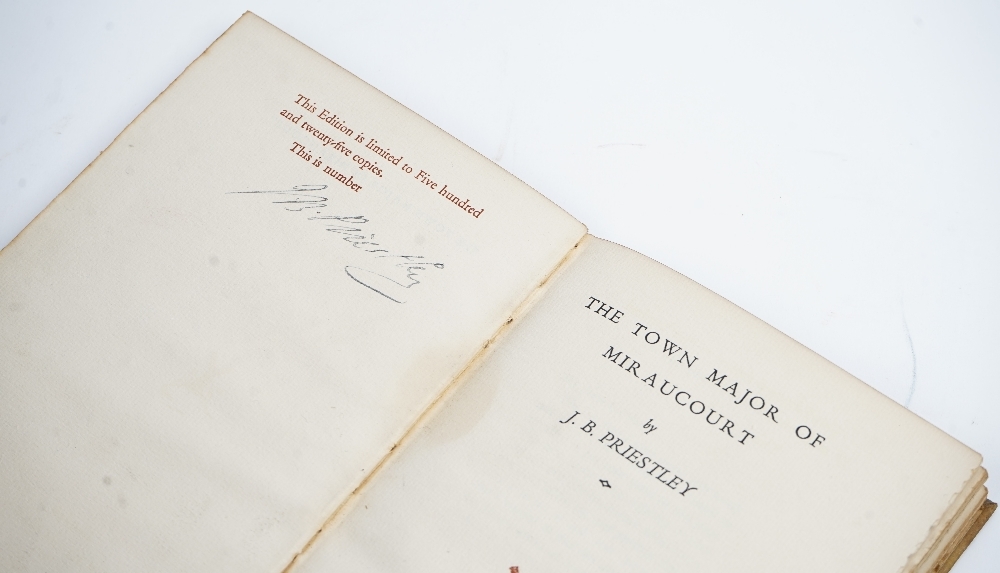 This Edition is limited to Five hundred
and twenty-five copies.
This is number
J.B. Priestley
THE TOWN MAJOR OF
MIRAUCOURT
by
J. B. PRIESTLEY